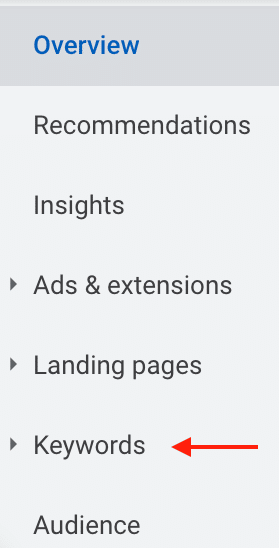 Overview
Recommendations
Insights
Ads & extensions
Landing pages
Keywords
Audience